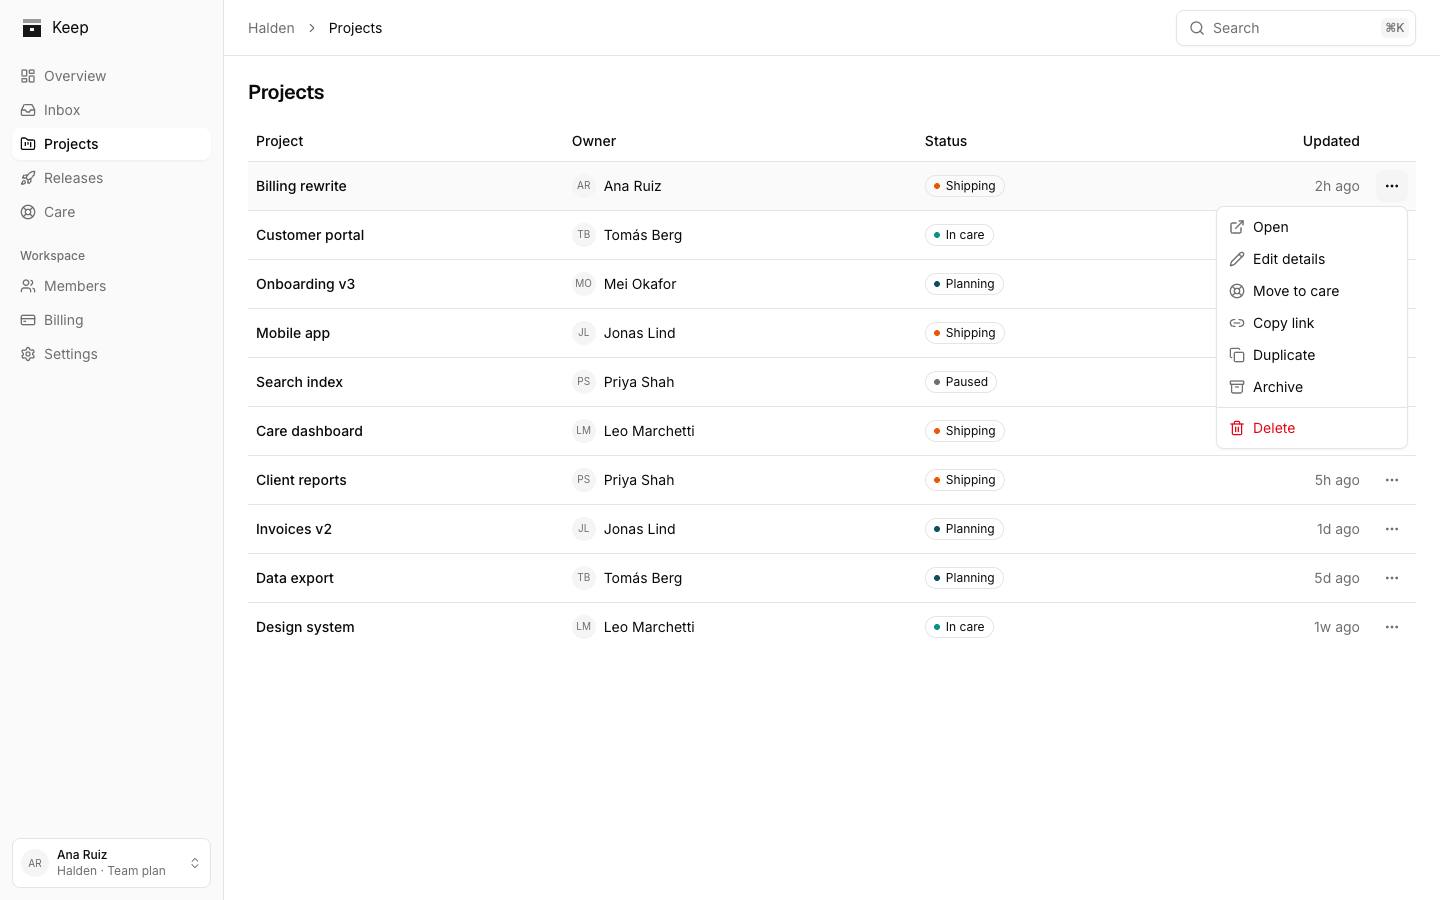 Keep
Overview
Inbox
Projects
Releases
Care
Workspace
Members
Billing
Settings
AR
Ana Ruiz
Halden · Team plan
Halden > Projects
Search ⌘K
Projects
Project Owner Status Updated
Billing rewrite AR Ana Ruiz Shipping 2h ago
Customer portal TB Tomás Berg In care
Onboarding v3 MO Mei Okafor Planning
Mobile app JL Jonas Lind Shipping
Search index PS Priya Shah Paused
Care dashboard LM Leo Marchetti Shipping
Client reports PS Priya Shah Shipping 5h ago
Invoices v2 JL Jonas Lind Planning 1d ago
Data export TB Tomás Berg Planning 5d ago
Design system LM Leo Marchetti In care 1w ago
Open
Edit details
Move to care
Copy link
Duplicate
Archive
Delete